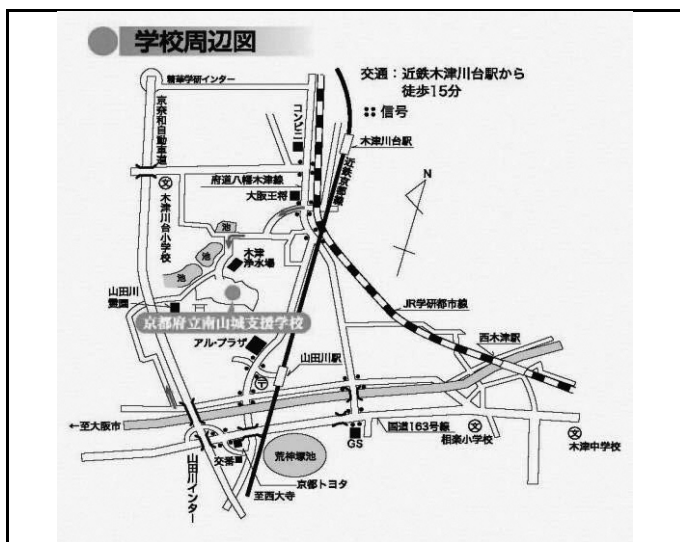 学校周辺図
交通：近鉄木津川台駅から
徒歩15分
信号
精華学研インター
京奈和自動車道
コンビニ
木津川台駅
近鉄京都線
府道八幡木津線
大阪王将
N
木津川台小学校
文
池
池
池
木津
浄水場
山田川
霊園
京都府立南山城支援学校
JR学研都市線
アル・プラザ
山田川駅
西木津駅
←至大阪市
国道163号線
GS
相楽小学校
文
木津中学校
文
山田川インター
交番
荒神塚池
京都トヨタ
至西大寺